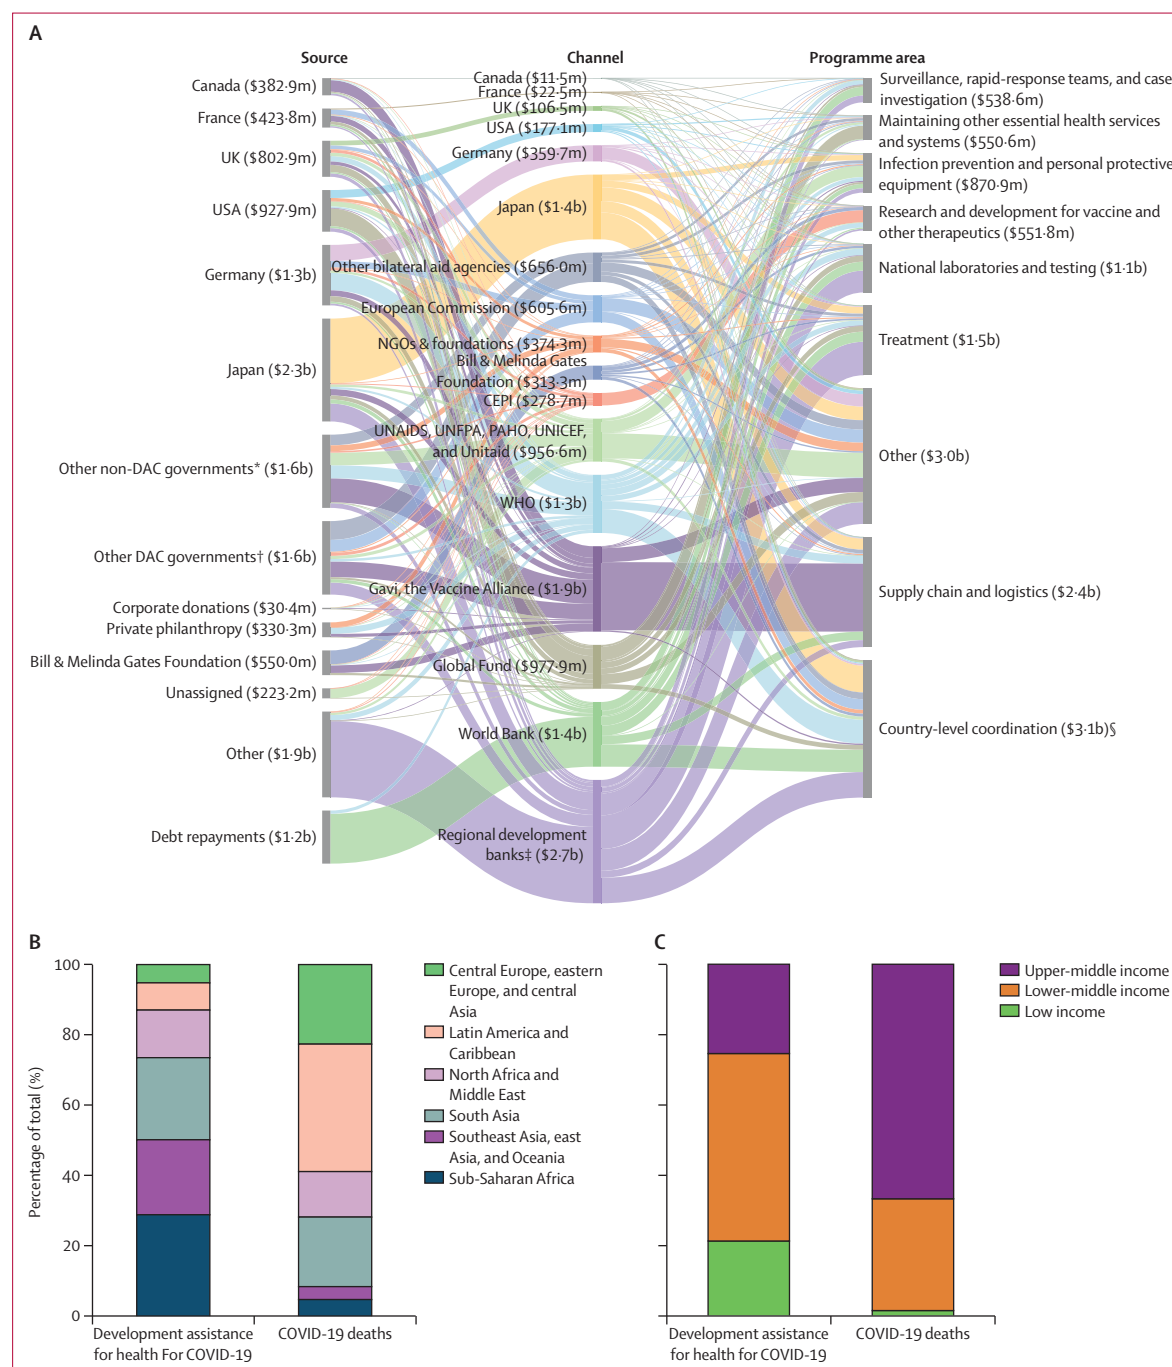 A
Source
Channel
Programme area
Canada ($382·9m)
France ($423·8m)
UK ($802·9m)
USA ($927·9m)
Germany ($1·3b)
Japan ($2·3b)
Other non-DAC governments* ($1·6b)
Other DAC governments† ($1·6b)
Corporate donations ($30·4m)
Private philanthropy ($330·3m)
Bill & Melinda Gates Foundation ($550·0m)
Unassigned ($223·2m)
Other ($1·9b)
Debt repayments ($1·2b)
Canada ($11·5m)
France ($22·5m)
UK ($106·5m)
USA ($177·1m)
Germany ($359·7m)
Japan ($1·4b)
Other bilateral aid agencies ($656·0m)
European Commission ($605·6m)
NGOs & foundations ($374·3m)
Bill & Melinda Gates
Foundation ($313·3m)
CEPI ($278·7m)
UNAIDS, UNFPA, PAHO, UNICEF,
and Unitaid ($956·6m)
WHO ($1·3b)
Gavi, the Vaccine Alliance ($1·9b)
Global Fund ($977·9m)
World Bank ($1·4b)
Regional development
banks‡ ($2·7b)
Surveillance, rapid-response teams, and case
investigation ($538·6m)
Maintaining other essential health services
and systems ($550·6m)
Infection prevention and personal protective
equipment ($870·9m)
Research and development for vaccine and
other therapeutics ($551·8m)
National laboratories and testing ($1·1b)
Treatment ($1·5b)
Other ($3·0b)
Supply chain and logistics ($2·4b)
Country-level coordination ($3·1b)§
B
Percentage of total (%)
100
80
60
40
20
0
Development assistance
for health For COVID-19
COVID-19 deaths
Central Europe, eastern
Europe, and central
Asia
Latin America and
Caribbean
North Africa and
Middle East
South Asia
Southeast Asia, east
Asia, and Oceania
Sub-Saharan Africa
C
Development assistance
for health for COVID-19
COVID-19 deaths
Upper-middle income
Lower-middle income
Low income